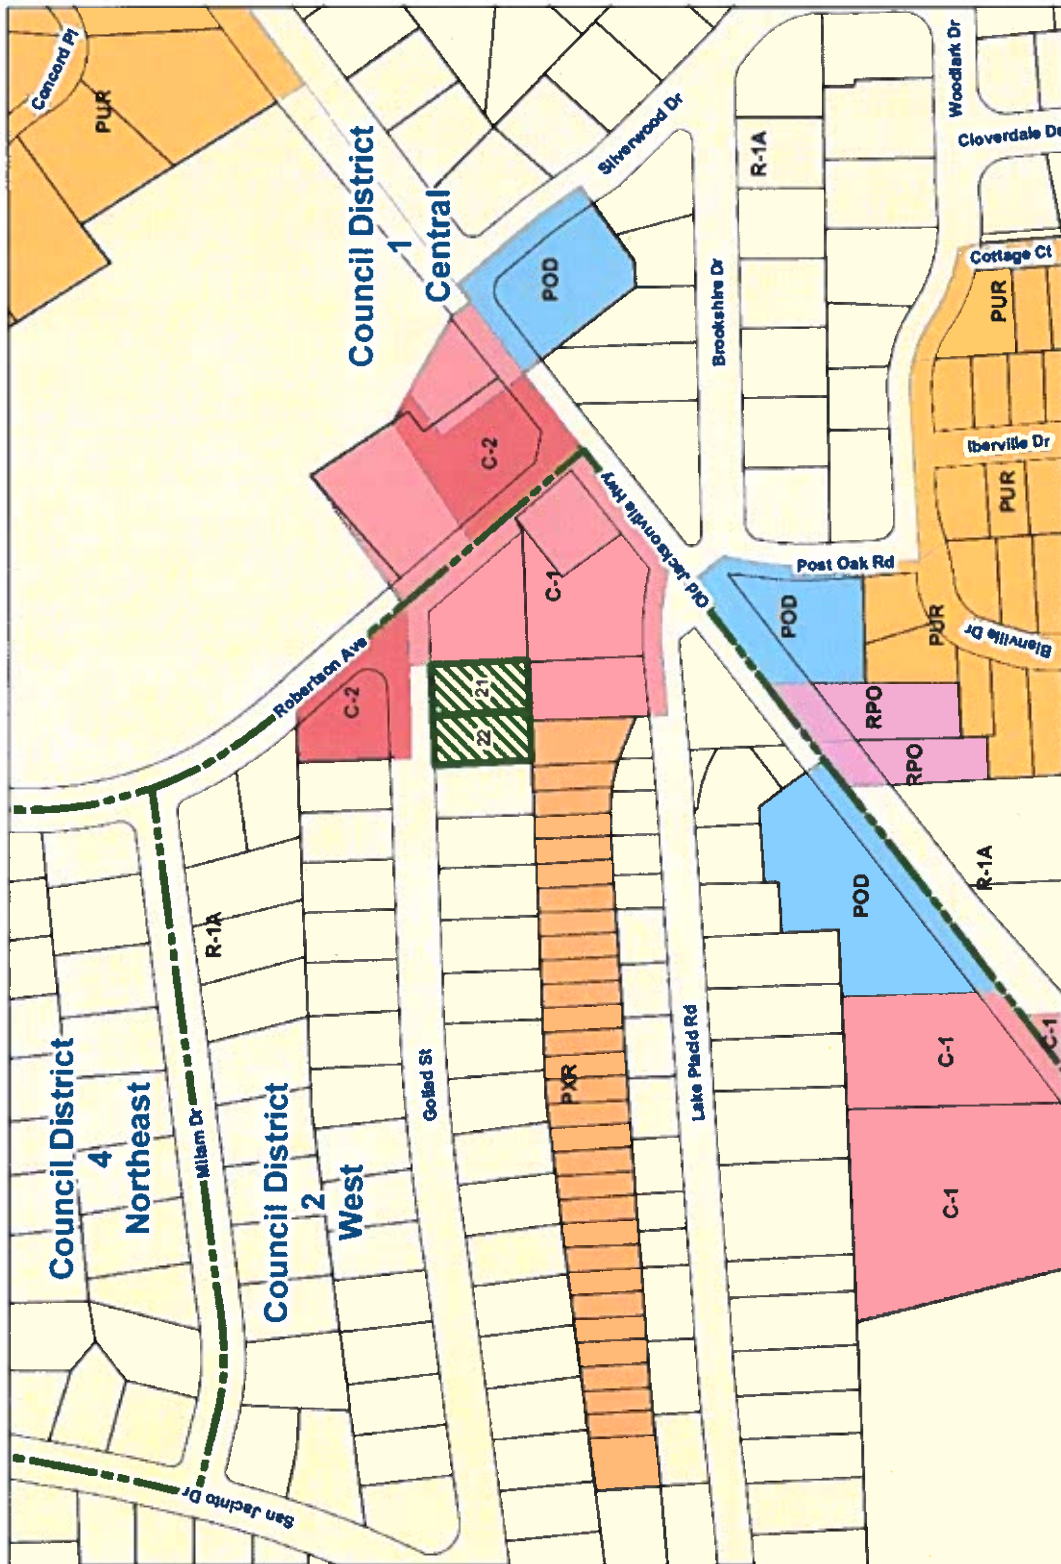 Concord Pl
PUR
Council District
1
Central
Silverwood Dr
R-1A
Woodlark Dr
Cloverdale Dr
Cottage Ct
PUR
POD
Brookshire Dr
C-2
Iberville Dr
PUR
Robertson Ave
C-1
Old Jacksonville Hwy
Post Oak Rd
POD
PUR
Bienville Dr
C-2
21
22
RPO
RPO
R-1A
POD
R-1A
Council District
4
Northeast
Milam Dr
Council District
2
West
Goliad St
PXR
Lake Placid Rd
C-1
C-1
C-1
San Jacinto Dr